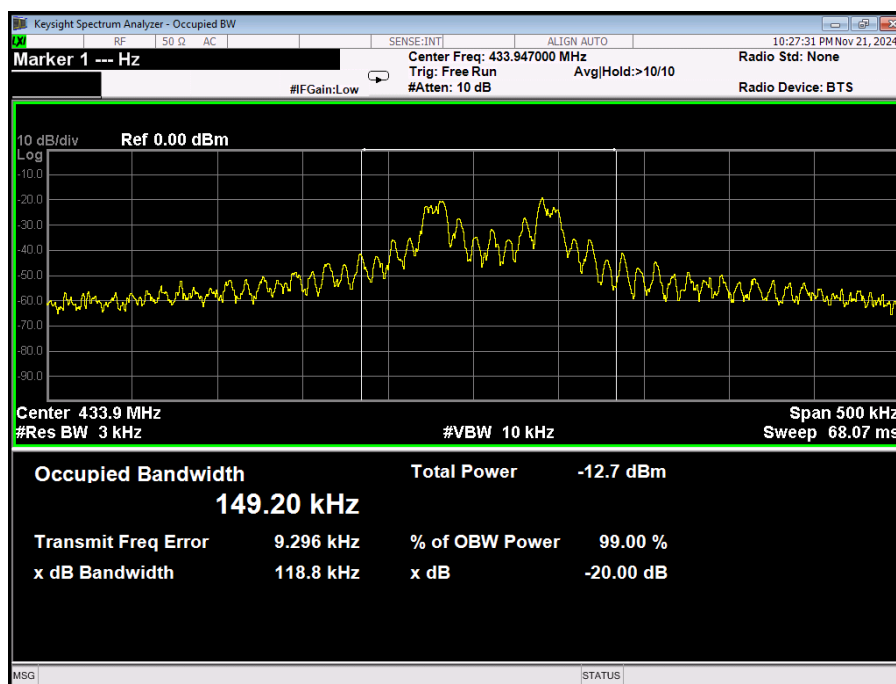 Keysight Spectrum Analyzer - Occupied BW
LXI RF 50 Ω AC SENSE:INT ALIGN AUTO 10:27:31 PM Nov 21, 2024
Marker 1 --- Hz
Center Freq: 433.947000 MHz
Radio Std: None
Trig: Free Run Avg|Hold:>10/10
#IFGain:Low #Atten: 10 dB Radio Device: BTS
10 dB/div Ref 0.00 dBm
Log
-10.0
-20.0
-30.0
-40.0
-50.0
-60.0
-70.0
-80.0
-90.0
Center 433.9 MHz Span 500 kHz
#Res BW 3 kHz #VBW 10 kHz Sweep 68.07 ms
Occupied Bandwidth Total Power -12.7 dBm
149.20 kHz
Transmit Freq Error 9.296 kHz % of OBW Power 99.00 %
x dB Bandwidth 118.8 kHz x dB -20.00 dB
MSG STATUS